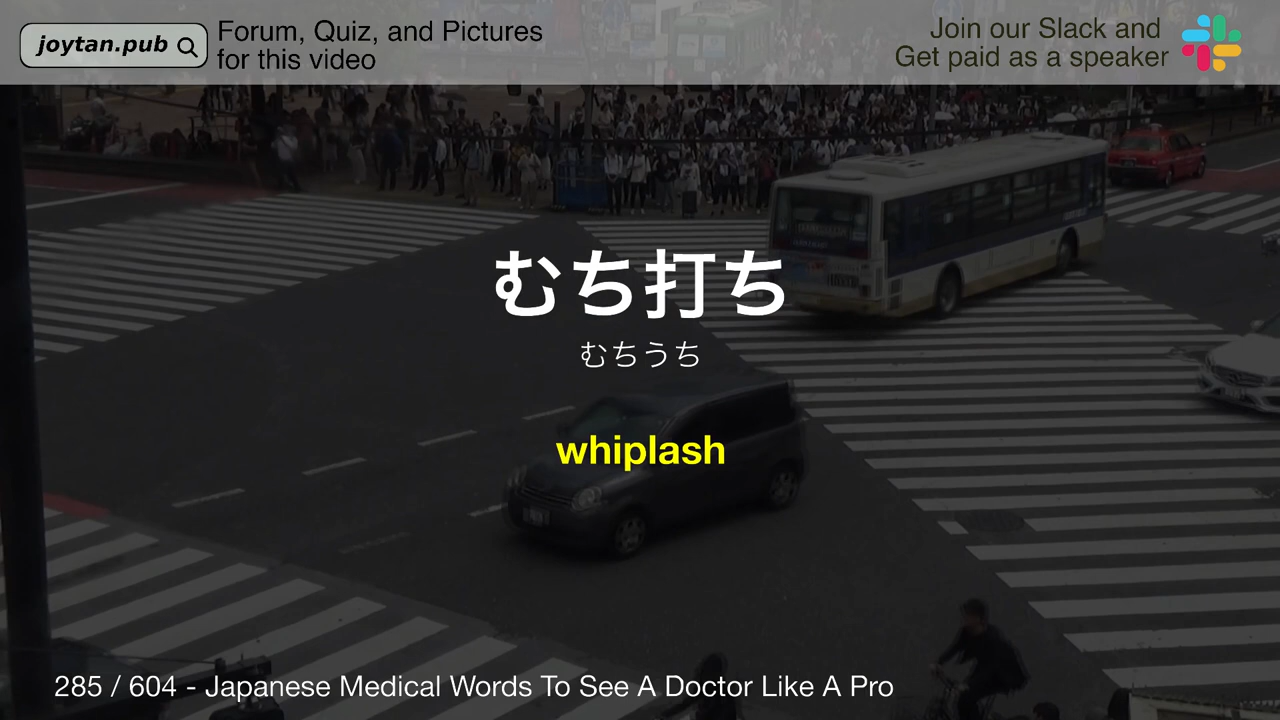 joytan.pub
Forum, Quiz, and Pictures
for this video
Join our Slack and
Get paid as a speaker
むち打ち
むちうち
whiplash
285 / 604 - Japanese Medical Words To See A Doctor Like A Pro